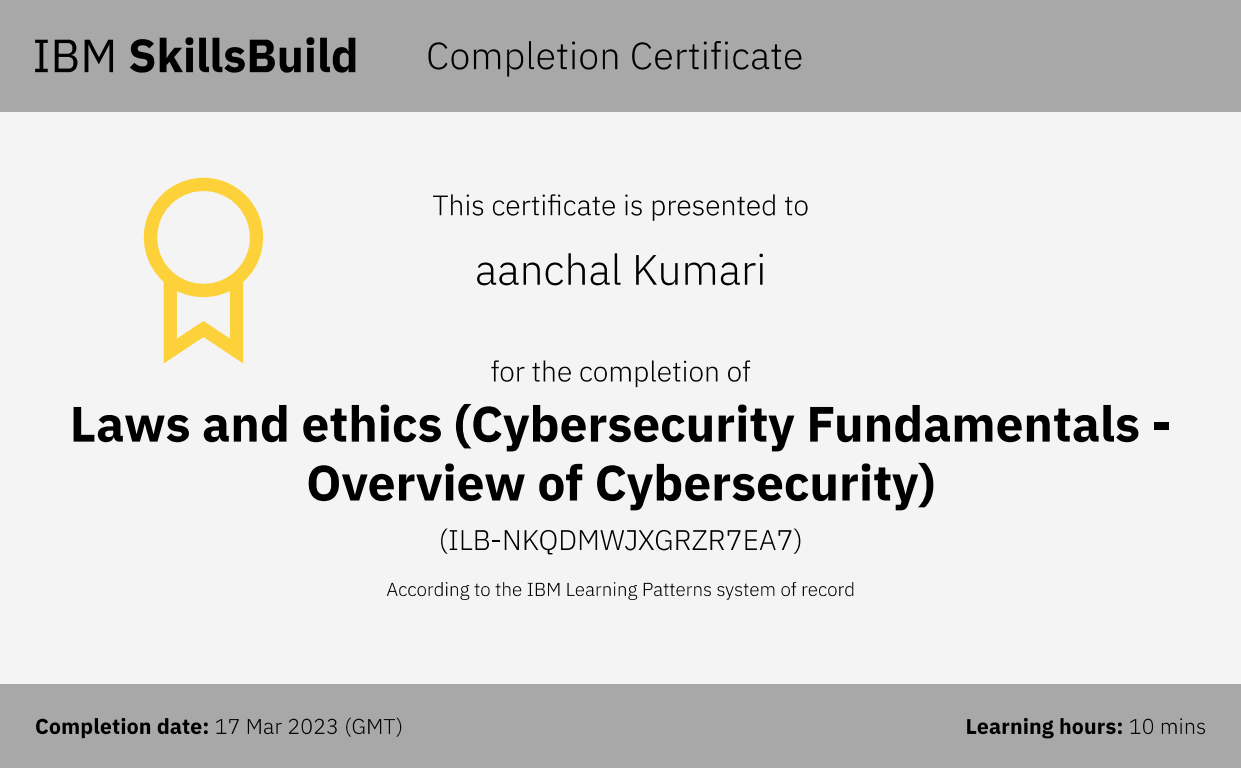 IBM SkillsBuild Completion Certificate
This certificate is presented to
aanchal Kumari
for the completion of
Laws and ethics (Cybersecurity Fundamentals -
Overview of Cybersecurity)
(ILB-NKQDMWJXGRZR7EA7)
According to the IBM Learning Patterns system of record
Completion date: 17 Mar 2023 (GMT) Learning hours: 10 mins